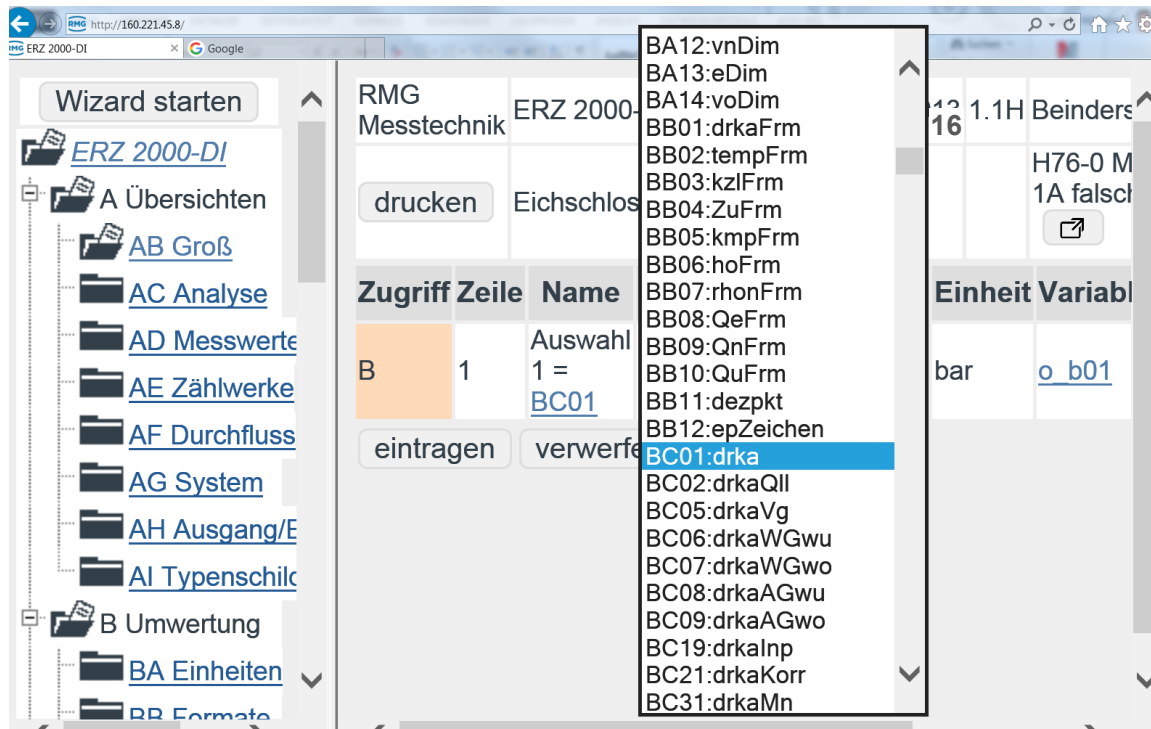 RMG http://160.221.45.8/
RMG ERZ 2000-DI × G Google
Wizard starten
ERZ 2000-DI
A Übersichten
AB Groß
AC Analyse
AD Messwerte
AE Zählwerke
AF Durchfluss
AG System
AH Ausgang/E
AI Typenschild
B Umwertung
BA Einheiten
BB Formate
RMG
Messtechnik
ERZ 2000-
16
1.1H
Beinders
drucken
Eichschlos
H76-0 M
1A falsch
Zugriff Zeile Name Einheit Variabl
B 1 Auswahl
1 =
BC01
bar o_b01
eintragen verwerfe
BA12:vnDim
BA13:eDim
BA14:voDim
BB01:drkaFrm
BB02:tempFrm
BB03:kzlFrm
BB04:ZuFrm
BB05:kmpFrm
BB06:hoFrm
BB07:rhonFrm
BB08:QeFrm
BB09:QnFrm
BB10:QuFrm
BB11:dezpkt
BB12:epZeichen
BC01:drka
BC02:drkaQll
BC05:drkaVg
BC06:drkaWGwu
BC07:drkaWGwo
BC08:drkaAGwu
BC09:drkaAGwo
BC19:drkaInp
BC21:drkaKorr
BC31:drkaMn